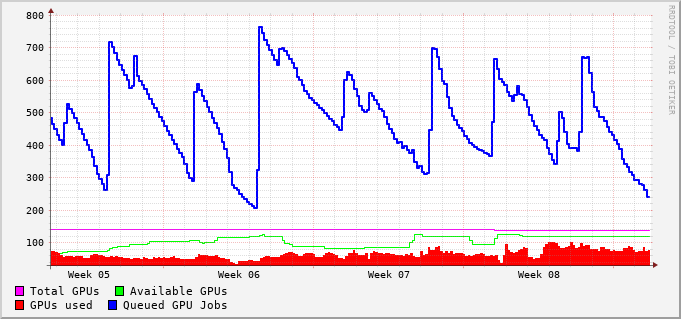 800
700
600
500
400
300
200
100
Week 05 Week 06 Week 07 Week 08
Total GPUs Available GPUs
GPUs used Queued GPU Jobs
RRDTOOL / TOBI OETIKER